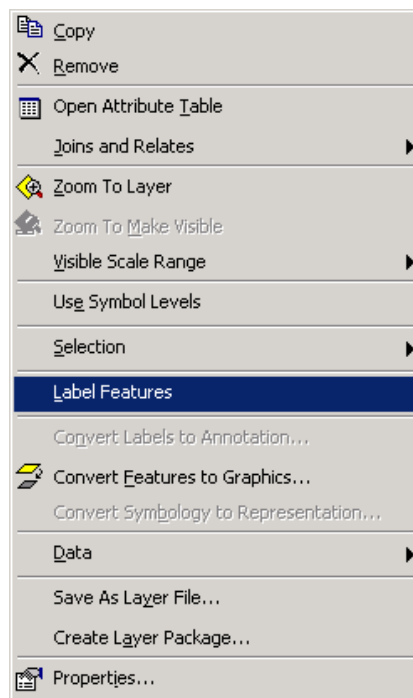 Copy
Remove
Open Attribute Table
Joins and Relates
Zoom To Layer
Zoom To Make Visible
Visible Scale Range
Use Symbol Levels
Selection
Label Features
Convert Labels to Annotation...
Convert Features to Graphics...
Convert Symbology to Representation...
Data
Save As Layer File...
Create Layer Package...
Properties...